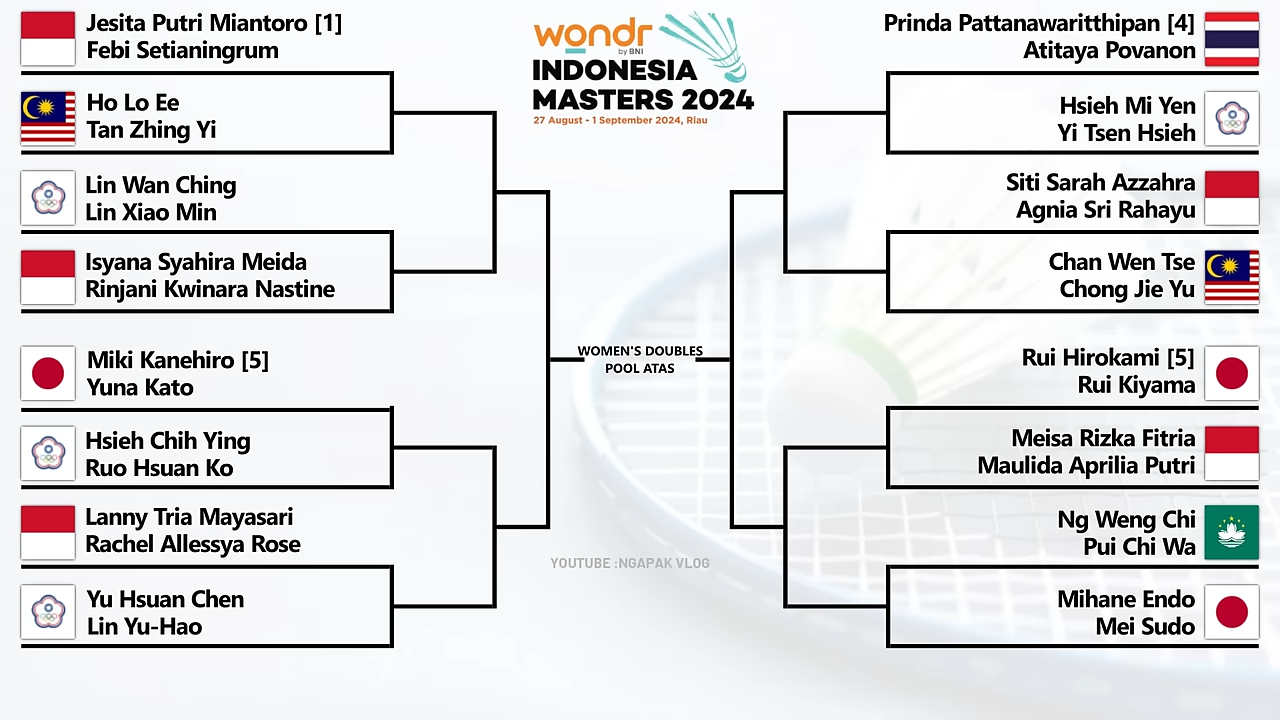 Jesita Putri Miantoro [1]
Febi Setianingrum
Ho Lo Ee
Tan Zhing Yi
Lin Wan Ching
Lin Xiao Min
Isyana Syahira Meida
Rinjani Kwinara Nastine
Miki Kanehiro [5]
Yuna Kato
Hsieh Chih Ying
Ruo Hsuan Ko
Lanny Tria Mayasari
Rachel Allessya Rose
Yu Hsuan Chen
Lin Yu-Hao
wondr
by BNI
INDONESIA
MASTERS 2024
27 August - 1 September 2024, Riau
WOMEN'S DOUBLES
POOL ATAS
YOUTUBE :NGAPAK VLOG
Prinda Pattanawaritthipan [4]
Atitaya Povanon
Hsieh Mi Yen
Yi Tsen Hsieh
Siti Sarah Azzahra
Agnia Sri Rahayu
Chan Wen Tse
Chong Jie Yu
Rui Hirokami [5]
Rui Kiyama
Meisa Rizka Fitria
Maulida Aprilia Putri
Ng Weng Chi
Pui Chi Wa
Mihane Endo
Mei Sudo